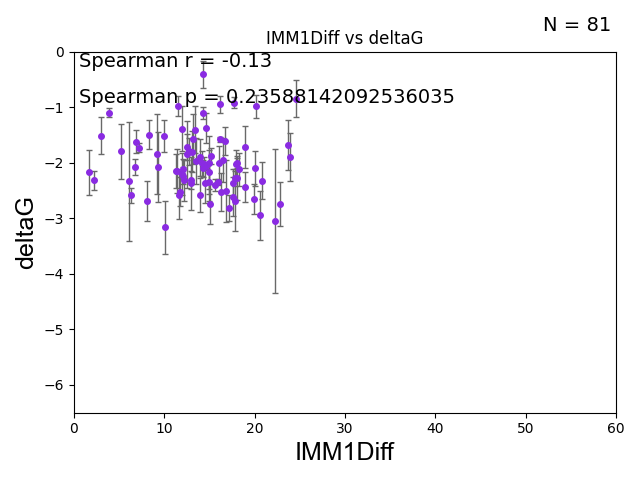 N = 81
IMM1Diff vs deltaG
Spearman r = -0.13
Spearman p = 0.23588142092536035
0
−1
−2
−3
−4
−5
−6
deltaG
0 10 20 30 40 50 60
IMM1Diff